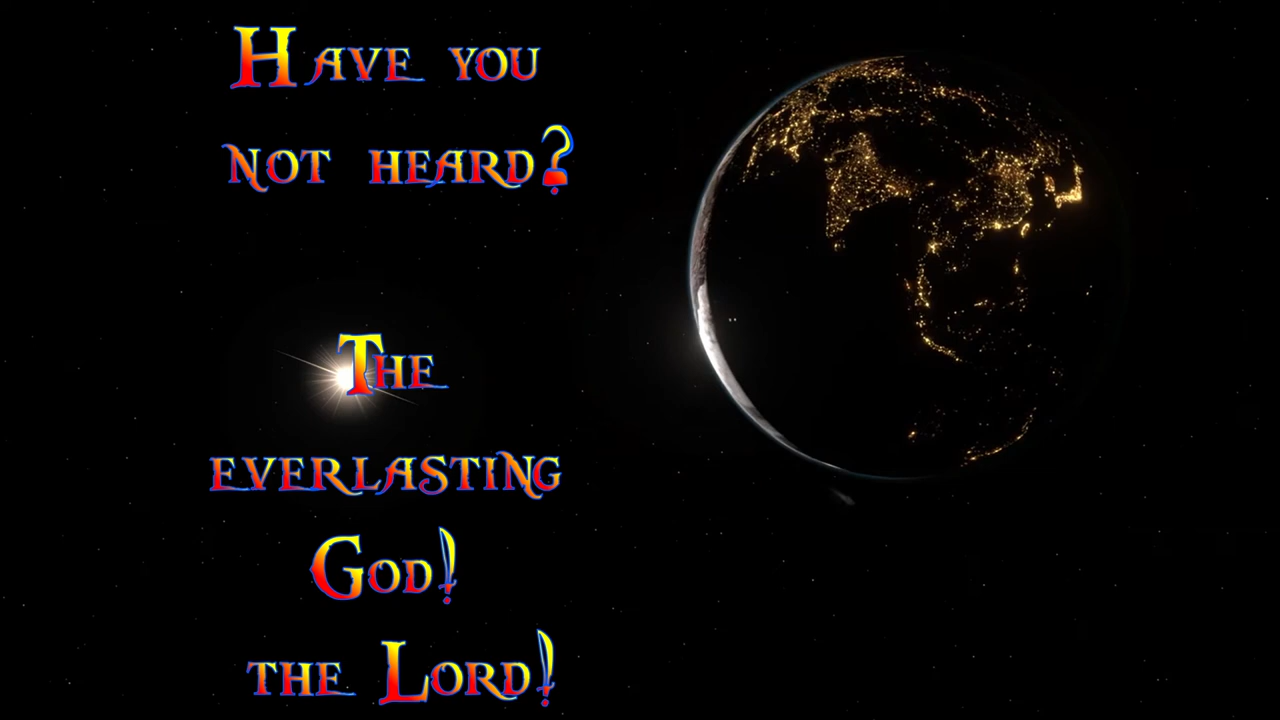 Have you
not heard?
The
everlasting
God!
the Lord!